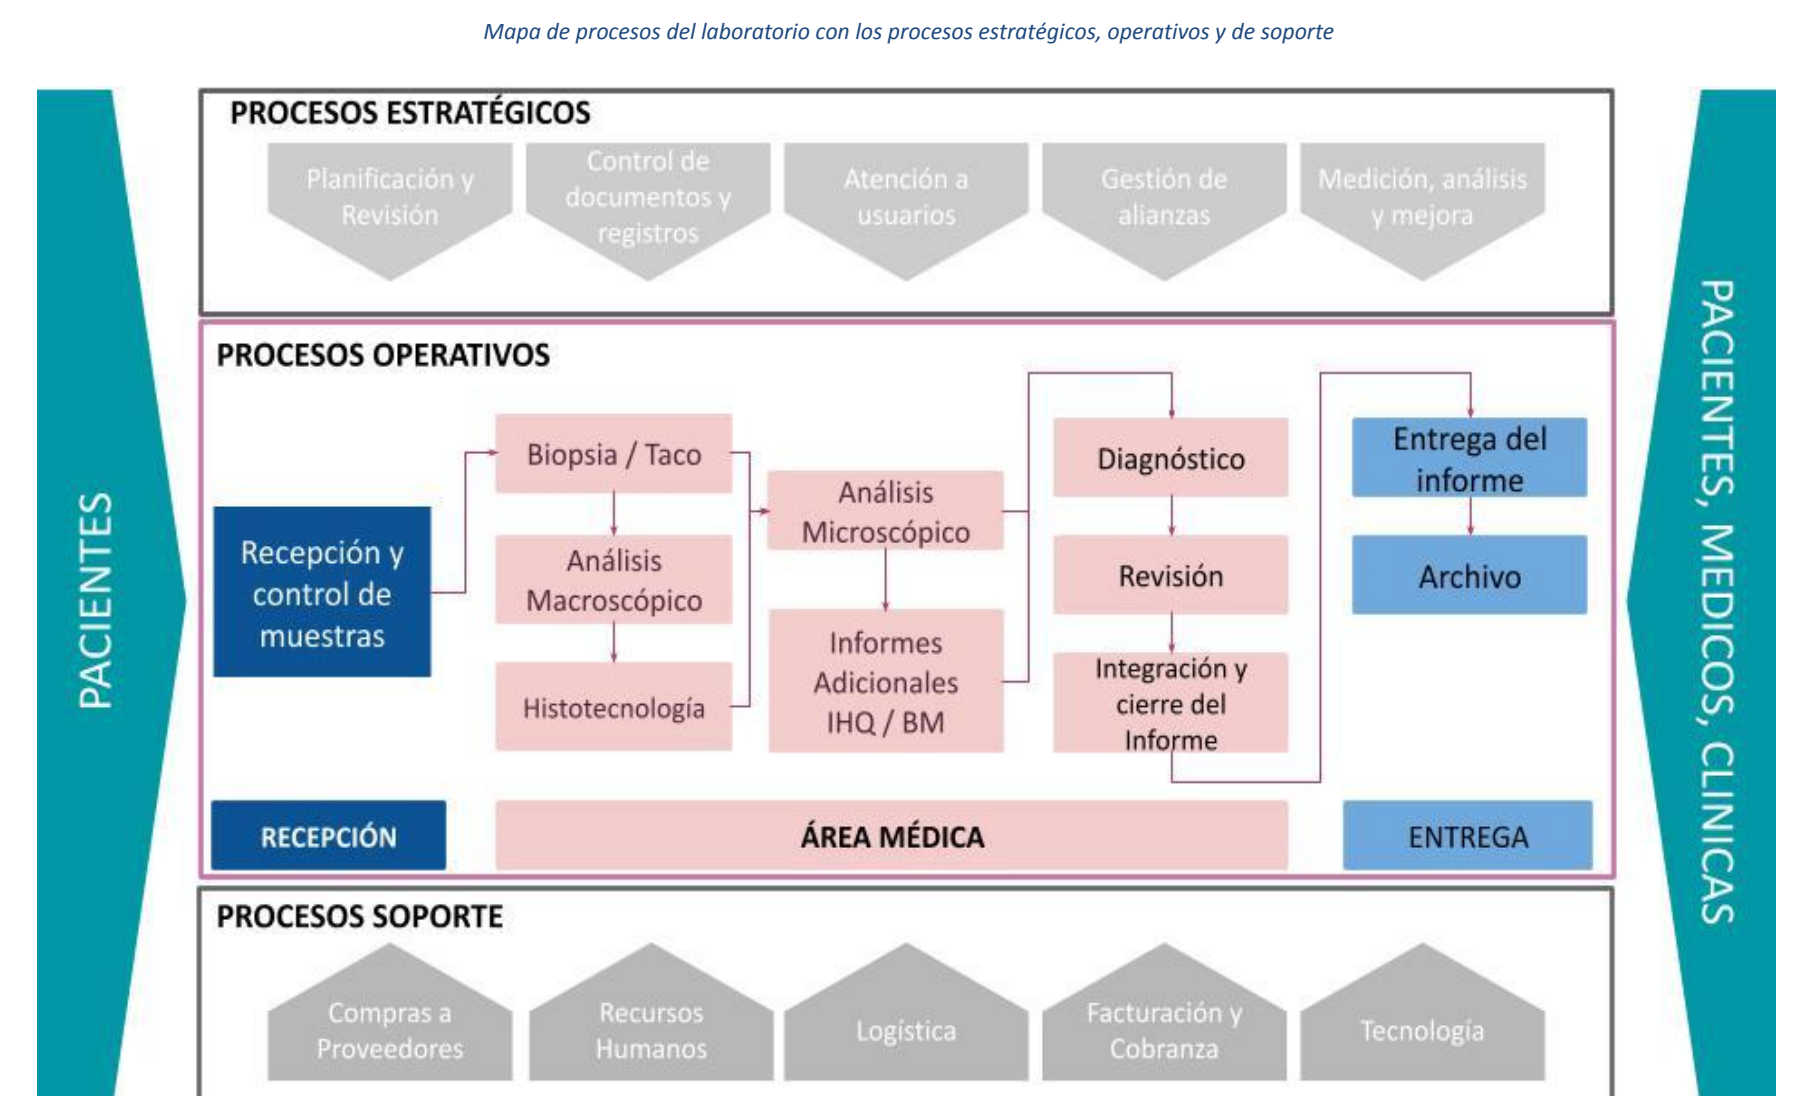 Mapa de procesos del laboratorio con los procesos estratégicos, operativos y de soporte
PACIENTES
PROCESOS ESTRATÉGICOS
Planificación y
Revisión
Control de
documentos y
registros
Atención a
usuarios
Gestión de
alianzas
Medición, análisis
y mejora
PROCESOS OPERATIVOS
Recepción y
control de
muestras
Biopsia / Taco
Análisis
Macroscópico
Histotecnología
Análisis
Microscópico
Informes
Adicionales
IHQ / BM
Diagnóstico
Revisión
Integración y
cierre del
Informe
Entrega del
informe
Archivo
RECEPCIÓN
ÁREA MÉDICA
ENTREGA
PROCESOS SOPORTE
Compras a
Proveedores
Recursos
Humanos
Logística
Facturación y
Cobranza
Tecnología
PACIENTES, MEDICOS, CLINICAS